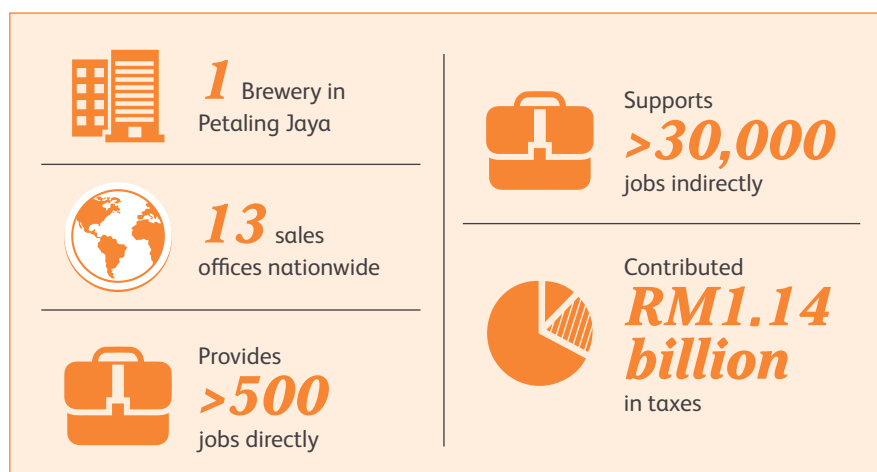 1 Brewery in
Petaling Jaya
13 sales
offices nationwide
Provides
>500
jobs directly
Supports
>30,000
jobs indirectly
Contributed
RM1.14
billion
in taxes